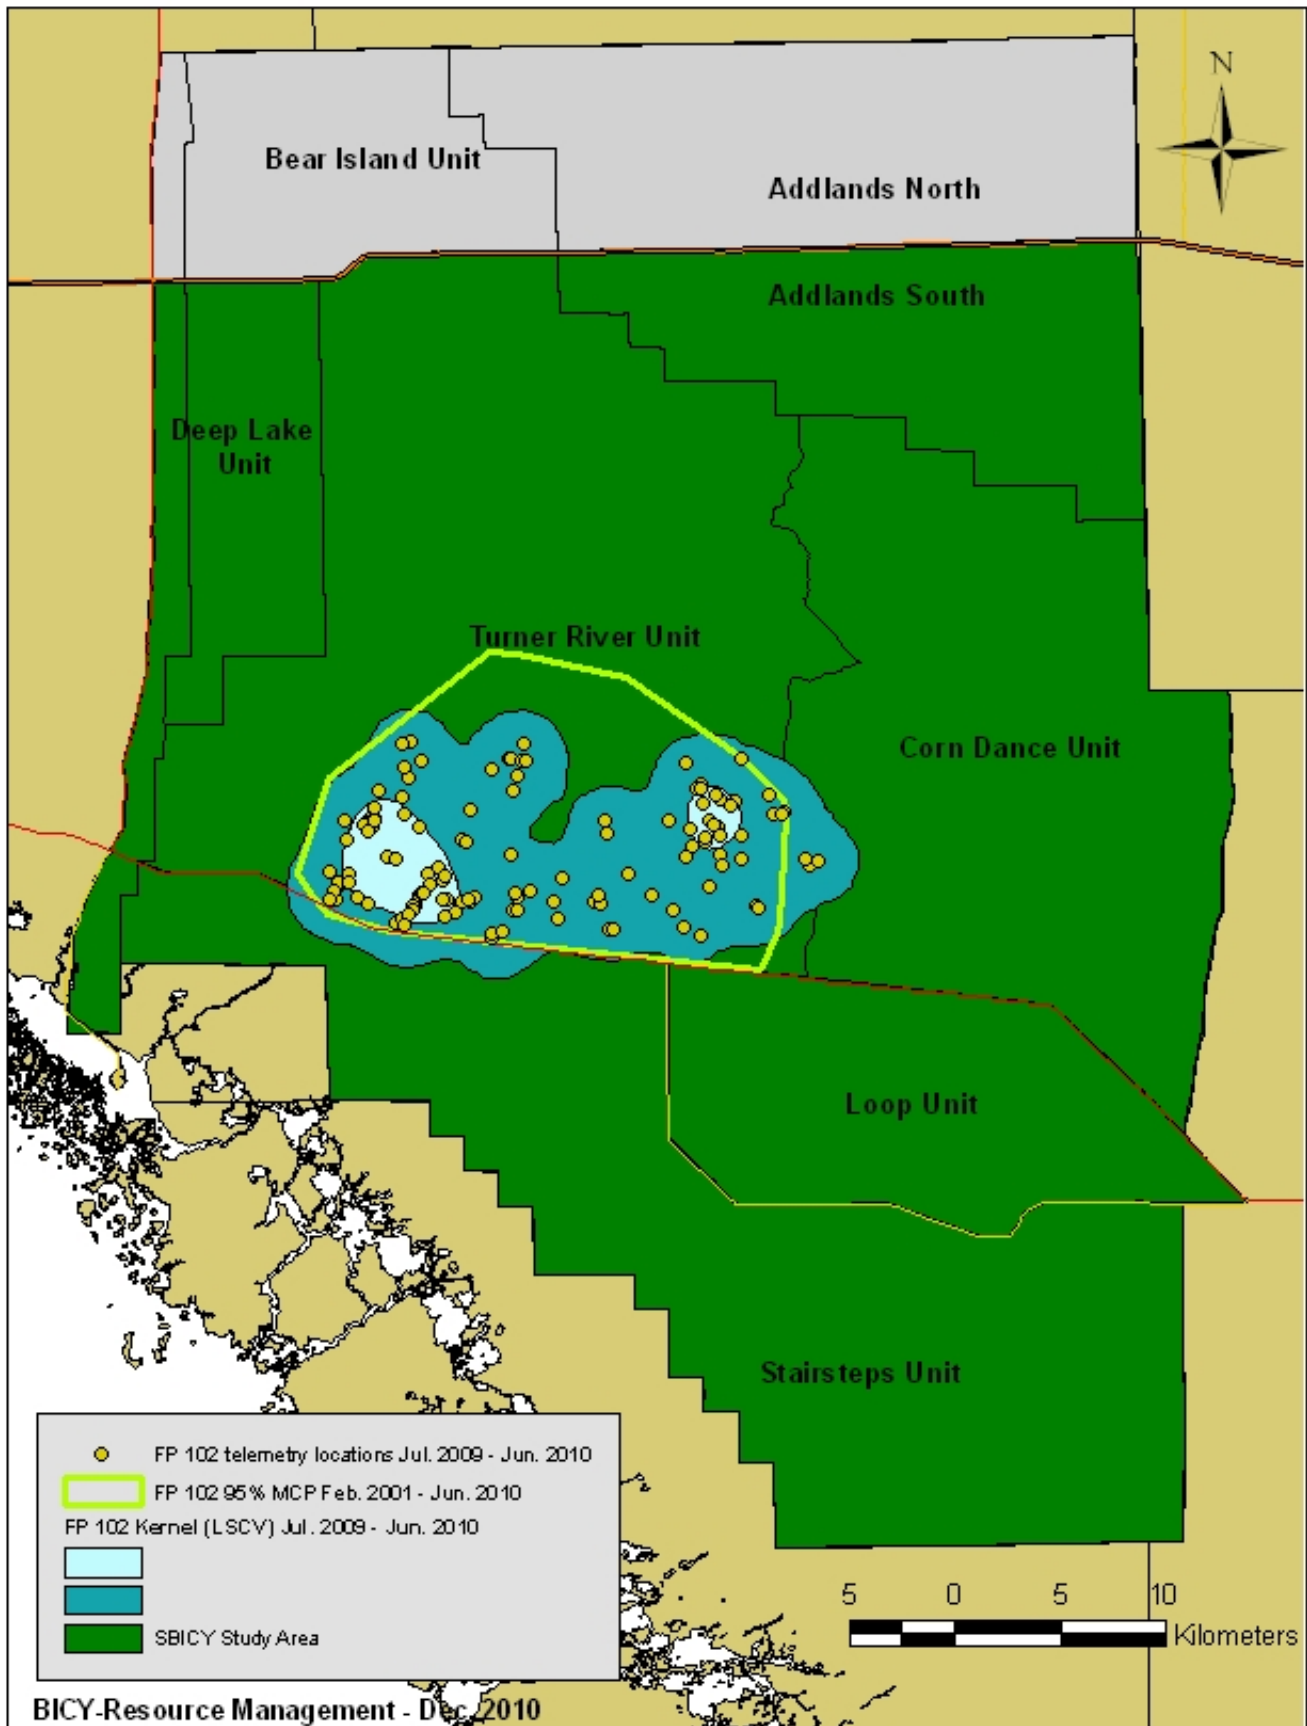 N
Bear Island Unit
Addlands North
Addlands South
Deep Lake
Unit
Turner River Unit
Corn Dance Unit
Loop Unit
Stairsteps Unit
FP 102 telemetry locations Jul. 2009 - Jun. 2010
FP 102 95% MCP Feb. 2001 - Jun. 2010
FP 102 Kernel (LSCV) Jul. 2009 - Jun. 2010
SBICY Study Area
5 0 5 10
Kilometers
BICY-Resource Management - Dec. 2010